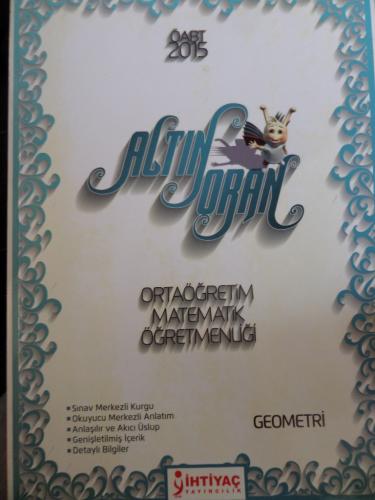 ÖABT
2015
ALTIN
ORAN
ORTAÖĞRETİM
MATEMATİK
ÖĞRETMENLİĞİ
Sınav Merkezli Kurgu
Okuyucu Merkezli Anlatım
Anlaşılır ve Akıcı Üslup
Genişletilmiş İçerik
Detaylı Bilgiler
GEOMETRİ
İHTİYAÇ
YAYINCILIK